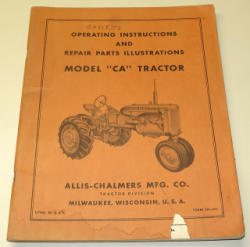 OPERATING INSTRUCTIONS
AND
REPAIR PARTS ILLUSTRATIONS
MODEL "CA" TRACTOR
ALLIS-CHALMERS MFG. CO.
TRACTOR DIVISION
MILWAUKEE, WISCONSIN, U. S. A.